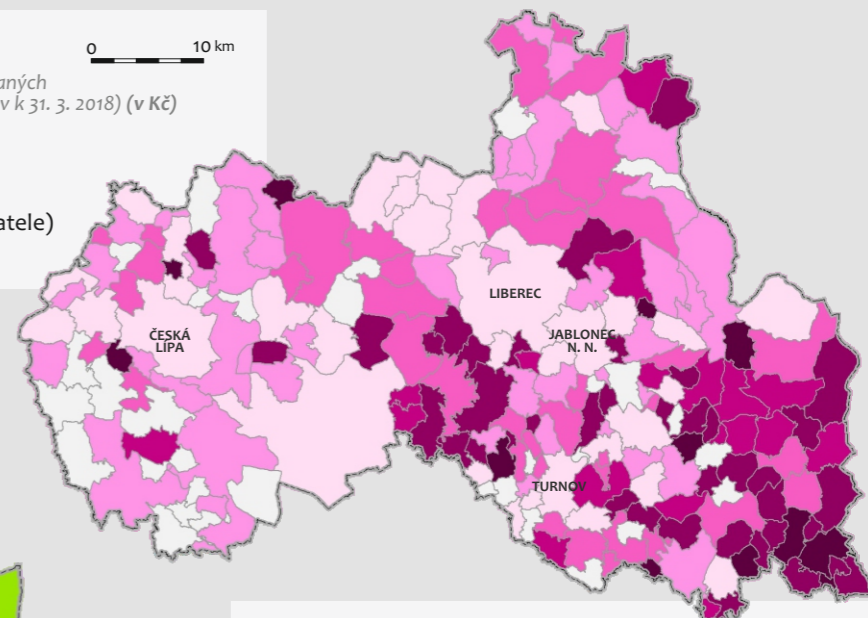 0 10 km
aných
v k 31. 3. 2018) (v Kč)
atele)
LIBEREC
ČESKÁ
LÍPA
JABLONEC
N. N.
TURNOV